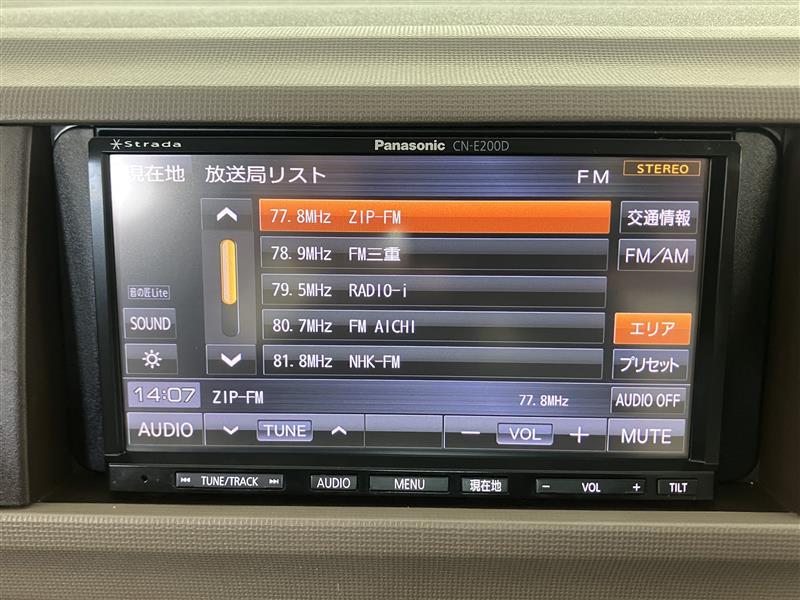 Strada Panasonic CN-E200D
現在地 放送局リスト FM STEREO
77.8MHz ZIP-FM 交通情報
78.9MHz FM三重 FM/AM
79.5MHz RADIO-i
音の匠Lite
SOUND 80.7MHz FM AICHI エリア
81.8MHz NHK-FM プリセット
14:07 ZIP-FM 77.8MHz AUDIO OFF
AUDIO TUNE − VOL + MUTE
TUNE/TRACK AUDIO MENU 現在地 − VOL + TILT